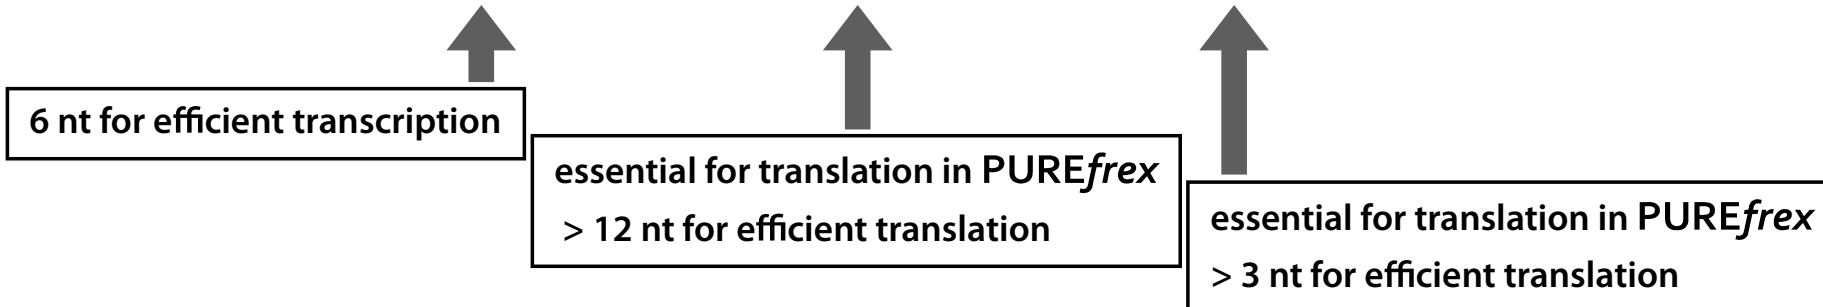 6 nt for efficient transcription
essential for translation in PUREfrex
> 12 nt for efficient translation
essential for translation in PUREfrex
> 3 nt for efficient translation